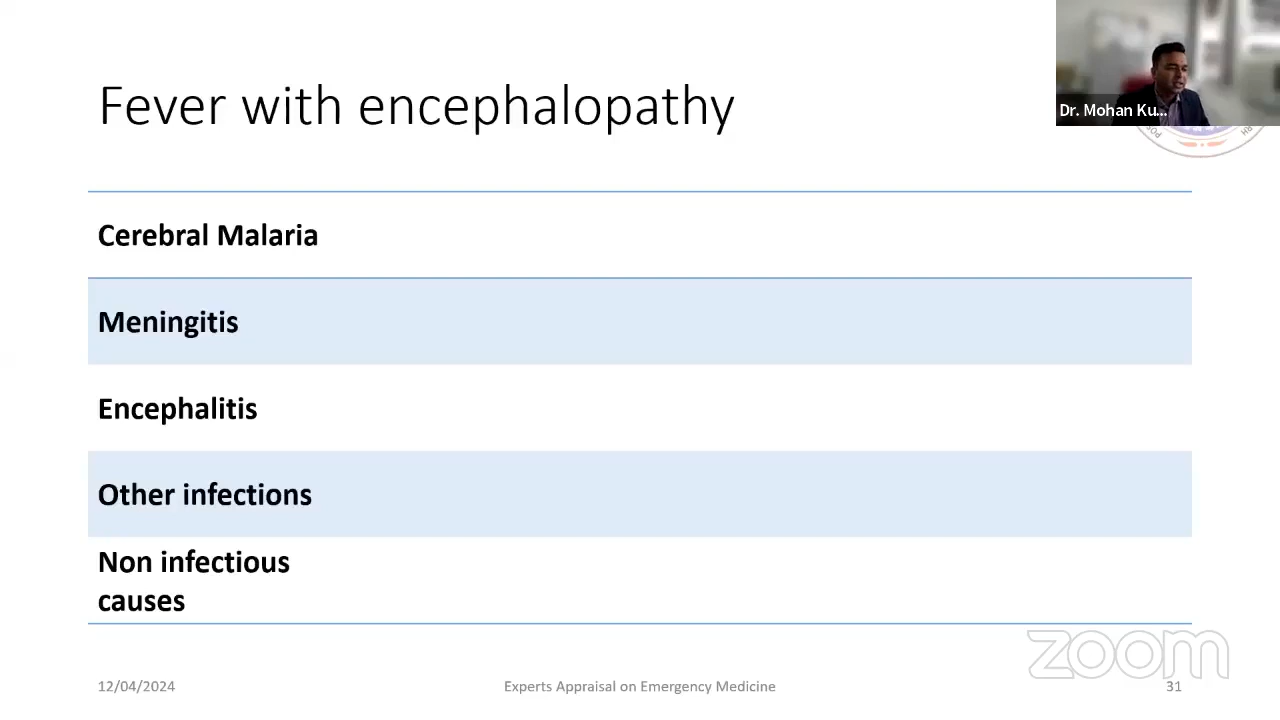 Fever with encephalopathy
Dr. Mohan Ku...
Cerebral Malaria
Meningitis
Encephalitis
Other infections
Non infectious
causes
zoom
12/04/2024
Experts Appraisal on Emergency Medicine
31